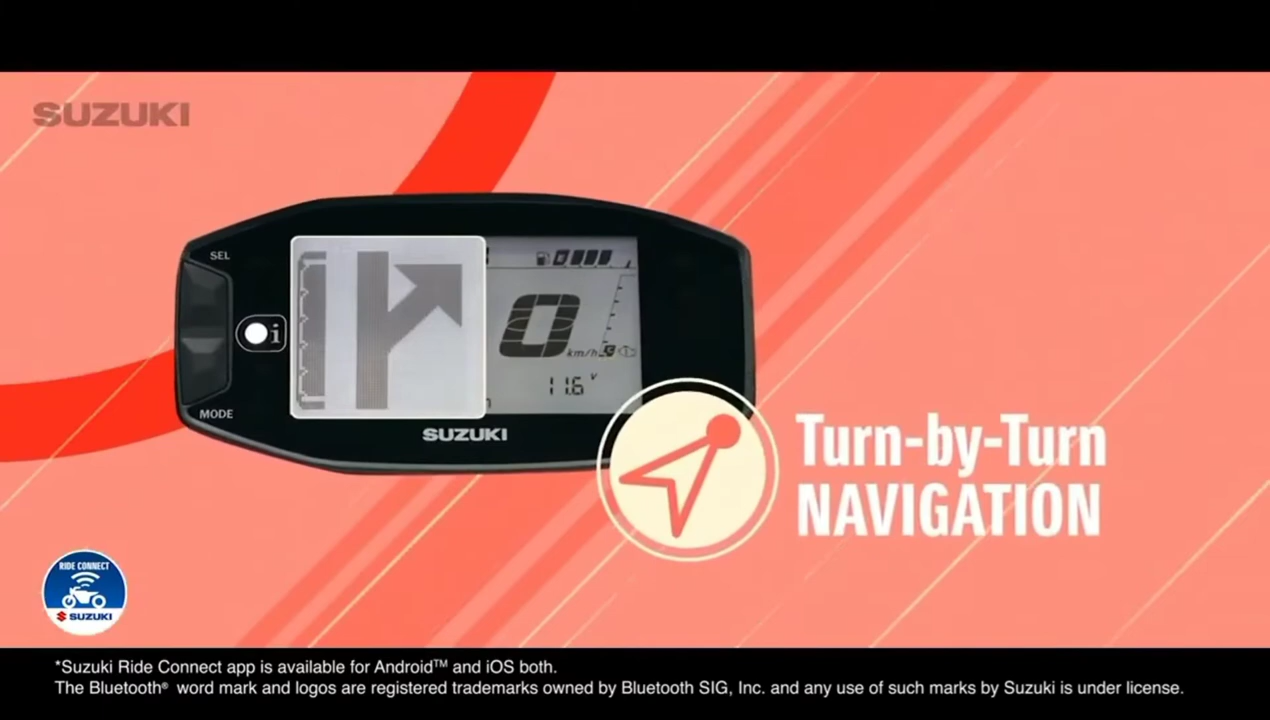 SUZUKI
SEL
i
0
km/h
11.6 v
MODE
SUZUKI
Turn-by-Turn
NAVIGATION
RIDE CONNECT
SUZUKI
*Suzuki Ride Connect app is available for Android™ and iOS both.
The Bluetooth® word mark and logos are registered trademarks owned by Bluetooth SIG, Inc. and any use of such marks by Suzuki is under license.